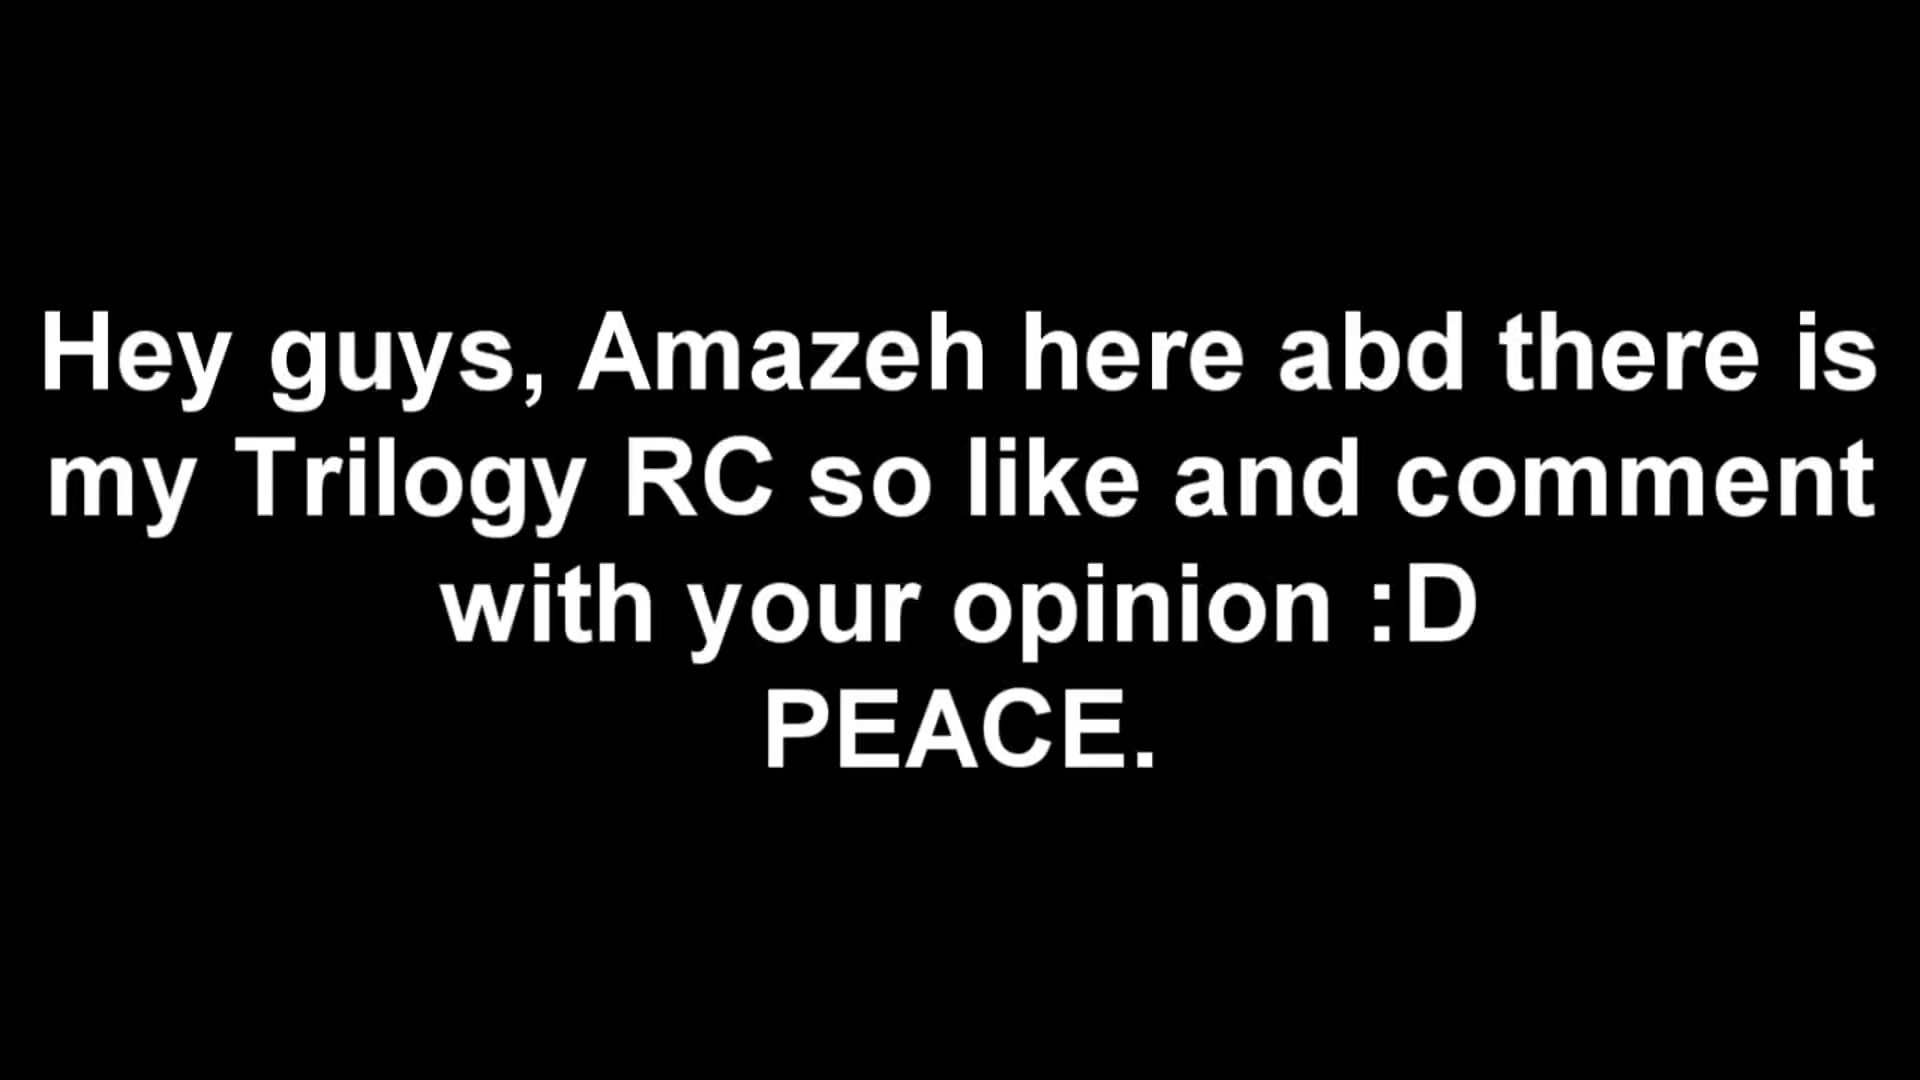 Hey guys, Amazeh here abd there is
my Trilogy RC so like and comment
with your opinion :D
PEACE.